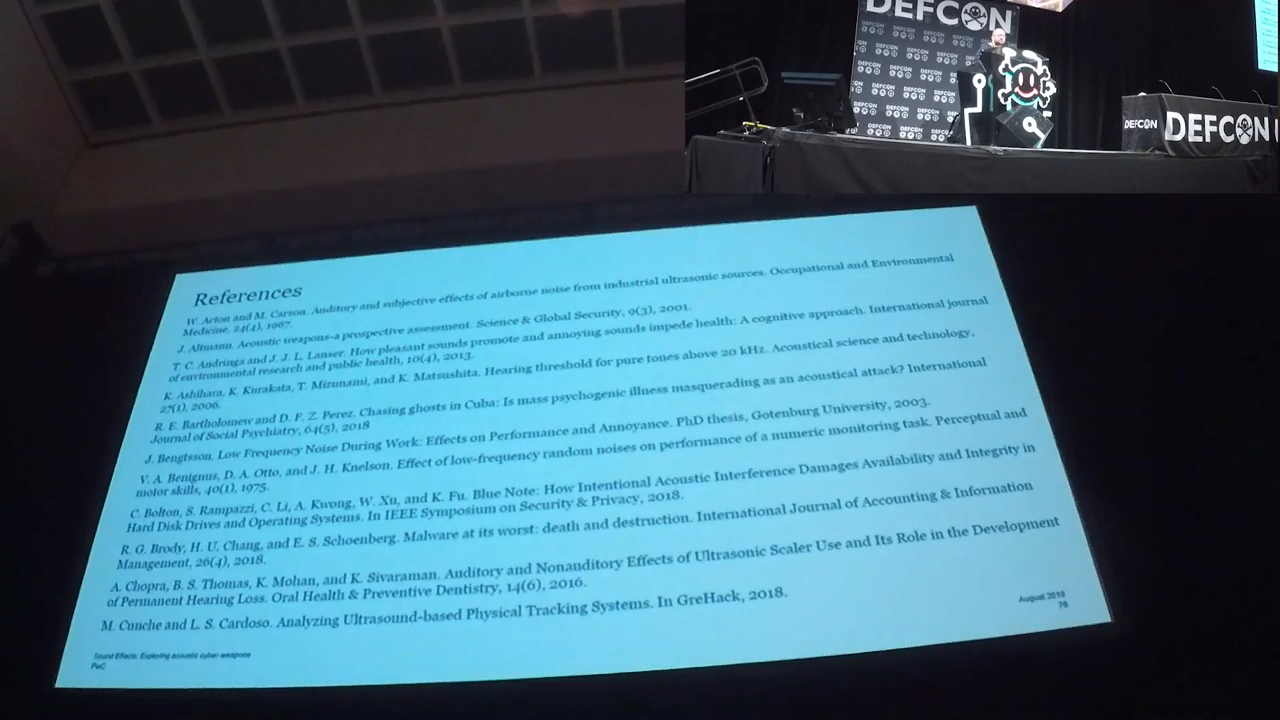 DEFCON
DEFCON
DEFCON
References
W. Acton and M. Carson. Auditory and subjective effects of airborne noise from industrial ultrasonic sources. Occupational and Environmental
Medicine, 24(4), 1967.
J. Altmann. Acoustic weapons-a prospective assessment. Science & Global Security, 9(3), 2001.
T. C. Andringa and J. J. L. Lanser. How pleasant sounds promote and annoying sounds impede health: A cognitive approach. International journal
of environmental research and public health, 10(4), 2013.
K. Ashihara, K. Kurakata, T. Mizunami, and K. Matsushita. Hearing threshold for pure tones above 20 kHz. Acoustical science and technology,
27(1), 2006.
R. E. Bartholomew and D. F. Z. Perez. Chasing ghosts in Cuba: Is mass psychogenic illness masquerading as an acoustical attack? International
Journal of Social Psychiatry, 64(5), 2018
J. Bengtsson. Low Frequency Noise During Work: Effects on Performance and Annoyance. PhD thesis, Gotenburg University, 2003.
V. A. Benignus, D. A. Otto, and J. H. Knelson. Effect of low-frequency random noises on performance of a numeric monitoring task. Perceptual and
motor skills, 40(1), 1975.
C. Bolton, S. Rampazzi, C. Li, A. Kwong, W. Xu, and K. Fu. Blue Note: How Intentional Acoustic Interference Damages Availability and Integrity in
Hard Disk Drives and Operating Systems. In IEEE Symposium on Security & Privacy, 2018.
R. G. Brody, H. U. Chang, and E. S. Schoenberg. Malware at its worst: death and destruction. International Journal of Accounting & Information
Management, 26(4), 2018.
A. Chopra, B. S. Thomas, K. Mohan, and K. Sivaraman. Auditory and Nonauditory Effects of Ultrasonic Scaler Use and Its Role in the Development
of Permanent Hearing Loss. Oral Health & Preventive Dentistry, 14(6), 2016.
M. Cunche and L. S. Cardoso. Analyzing Ultrasound-based Physical Tracking Systems. In GreHack, 2018.
Sound Effects: Exploring acoustic cyber-weapons
PwC
August 2019
76